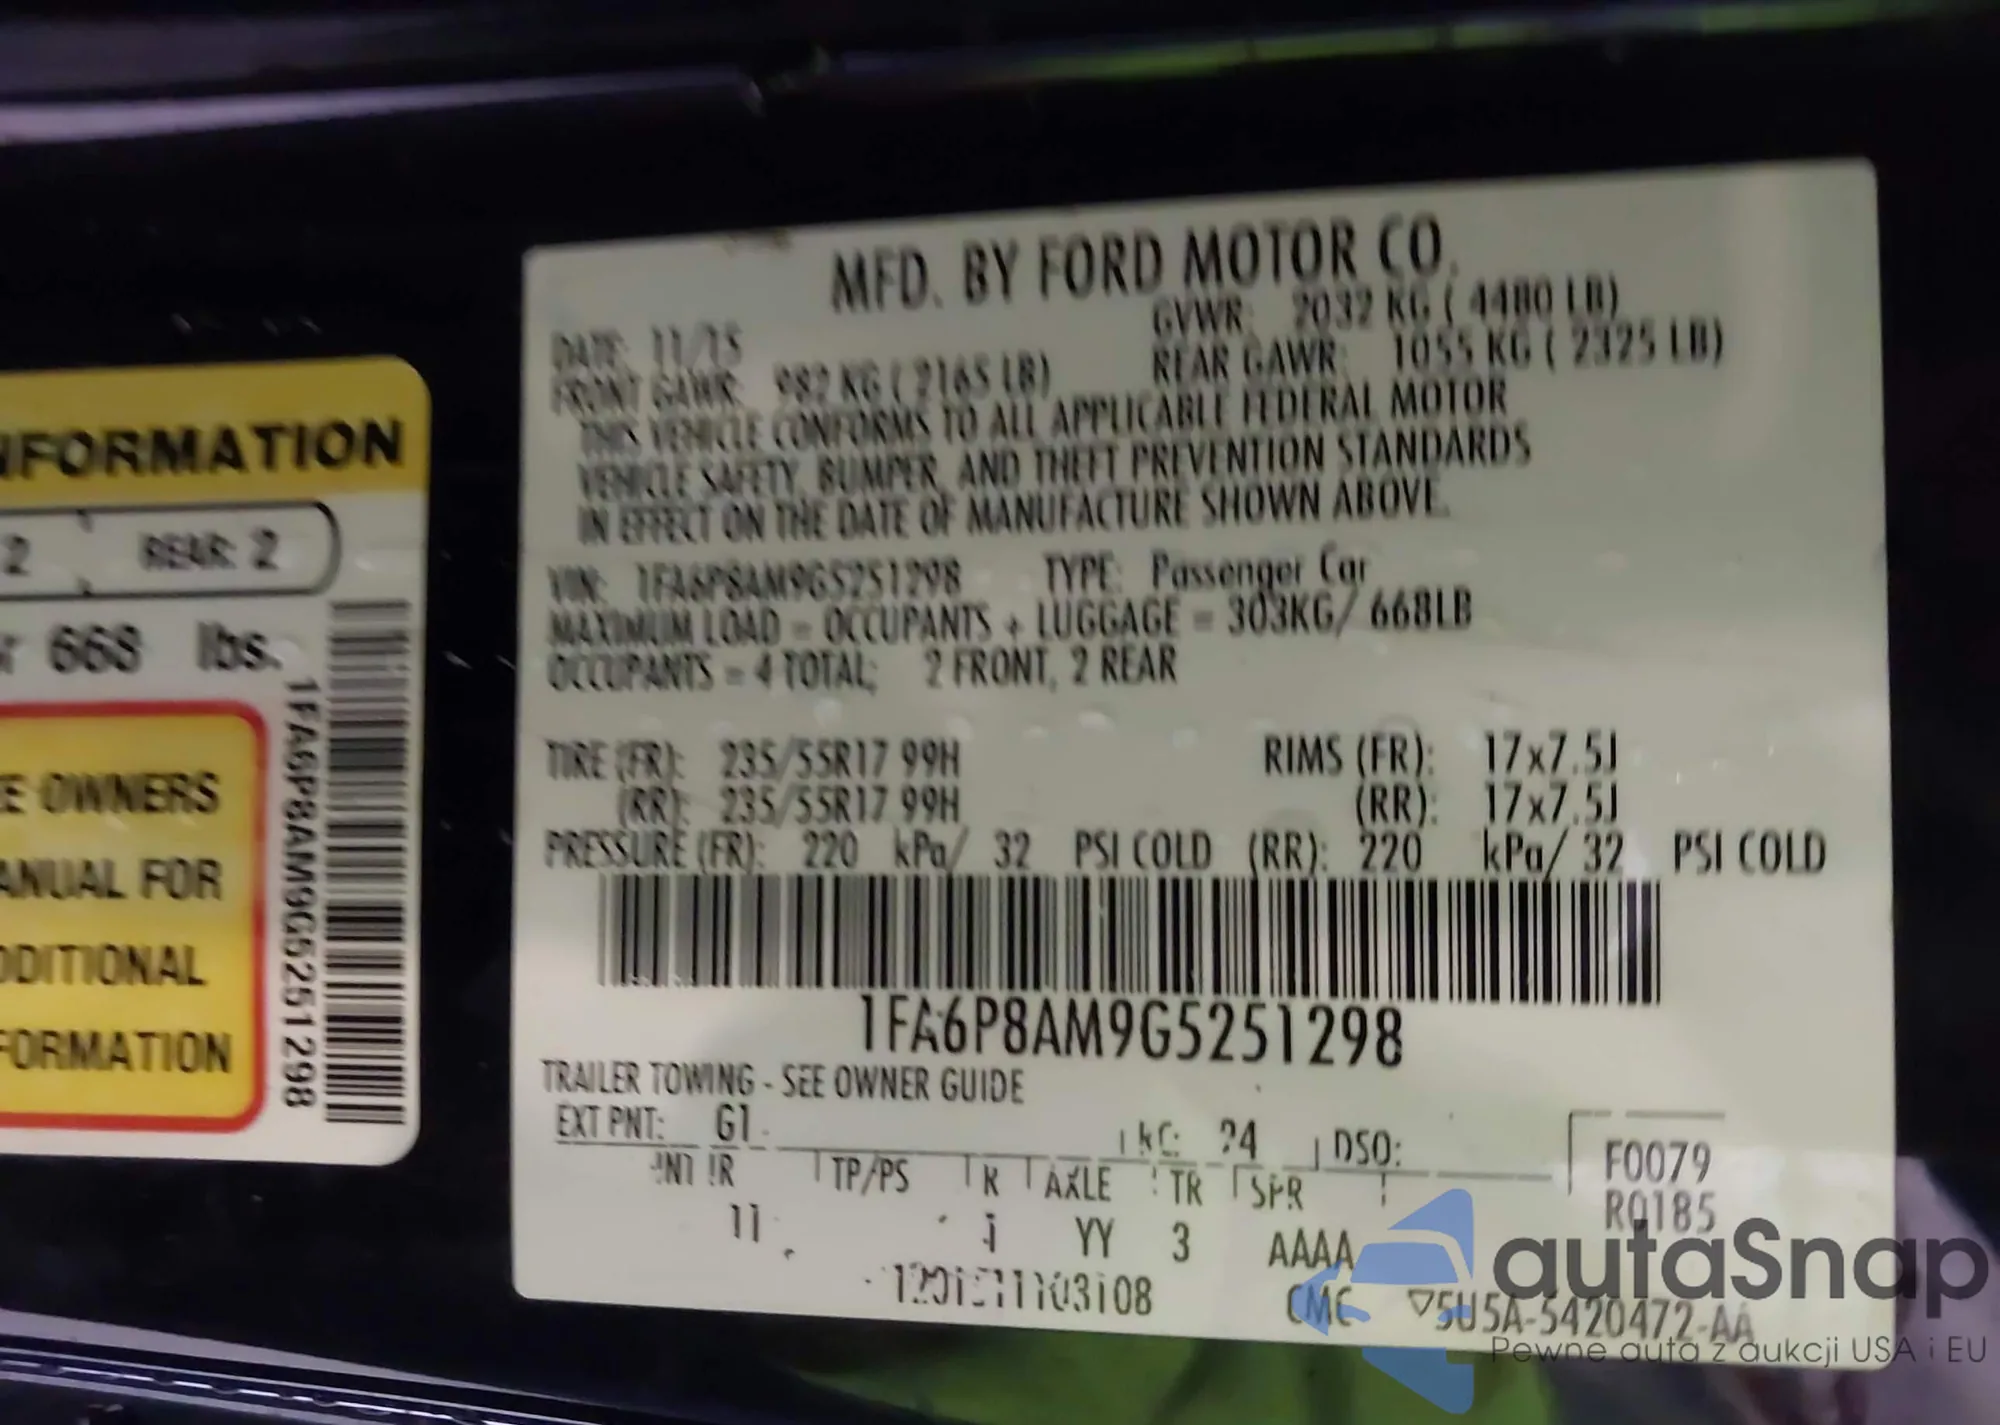 INFORMATION
2 REAR: 2
r 668 lbs.
E OWNERS
ANUAL FOR
DDITIONAL
FORMATION
1FA6P8AM9G5251298
MFD. BY FORD MOTOR CO.
DATE: 11/15 GVWR: 2032 KG ( 4480 LB)
FRONT GAWR: 982 KG ( 2165 LB) REAR GAWR: 1055 KG ( 2325 LB)
THIS VEHICLE CONFORMS TO ALL APPLICABLE FEDERAL MOTOR
VEHICLE SAFETY, BUMPER, AND THEFT PREVENTION STANDARDS
IN EFFECT ON THE DATE OF MANUFACTURE SHOWN ABOVE.
VIN: 1FA6P8AM9G5251298 TYPE: Passenger Car
MAXIMUM LOAD = OCCUPANTS + LUGGAGE = 303KG/ 668LB
OCCUPANTS = 4 TOTAL; 2 FRONT, 2 REAR
TIRE (FR): 235/55R17 99H RIMS (FR): 17x7.5J
(RR): 235/55R17 99H (RR): 17x7.5J
PRESSURE (FR): 220 kPa/ 32 PSI COLD (RR): 220 kPa/ 32 PSI COLD
1FA6P8AM9G5251298
TRAILER TOWING - SEE OWNER GUIDE
EXT PNT: G1 RC: 24 DSO: F0079
INT TR TP/PS R AXLE TR SPR R0185
11 YY 3 AAAA
CMC ▽5U5A-5420472-AA
autaSnap
Pewne auta z aukcji USA i EU